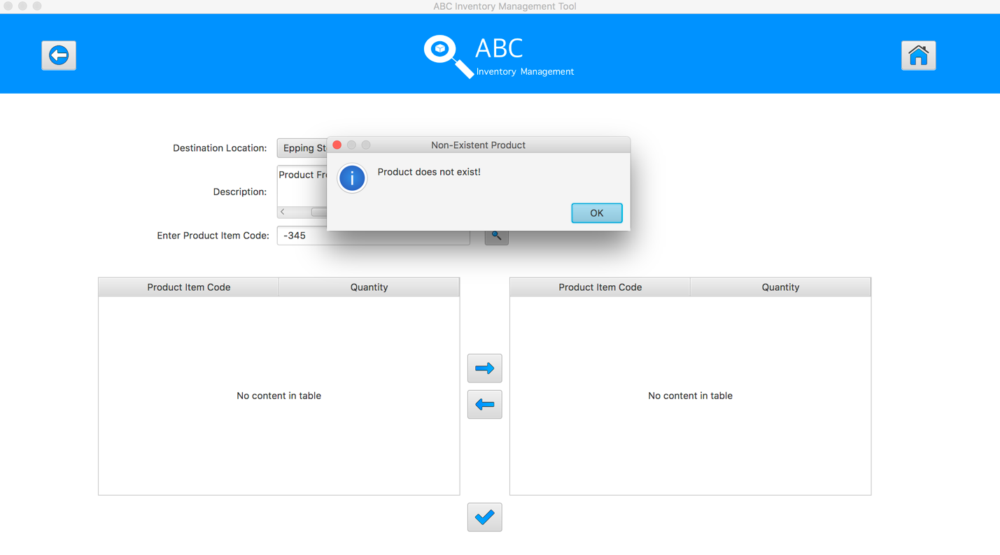 ABC Inventory Management Tool
ABC
Inventory Management
Destination Location:
Epping
Non-Existent Product
Product does not exist!
OK
Description:
Product
Enter Product Item Code:
-345
Product Item Code
Quantity
Product Item Code
Quantity
No content in table
No content in table